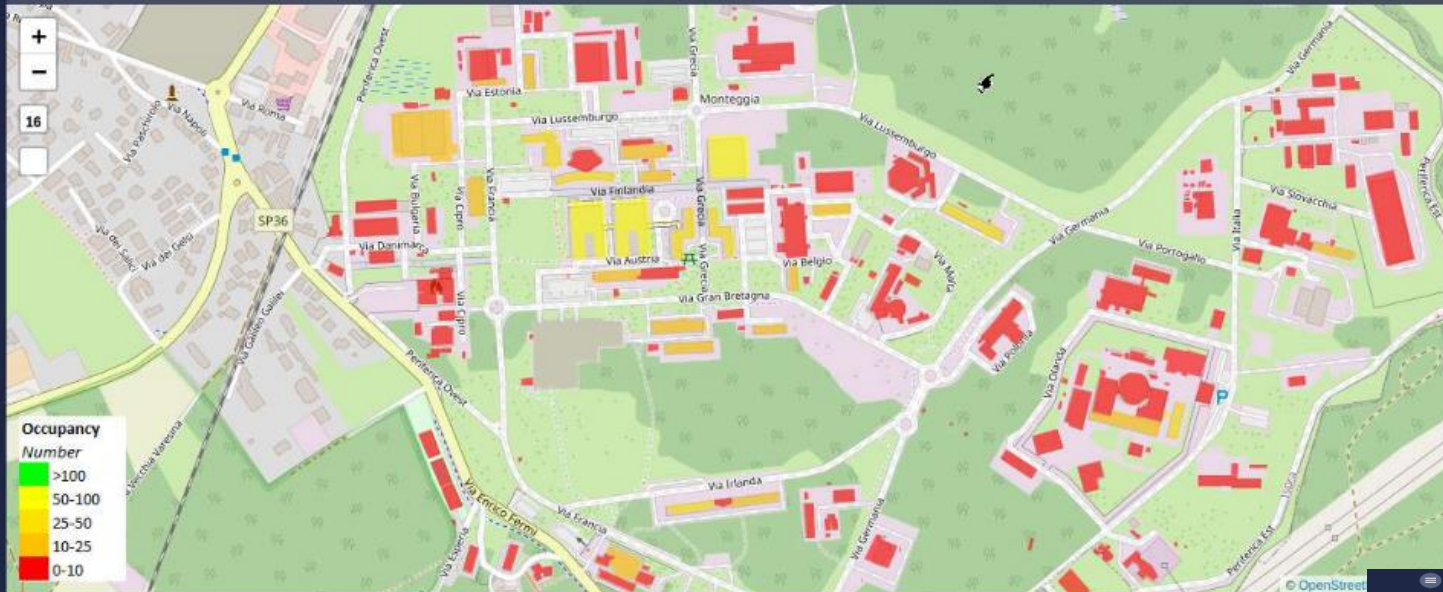 +
−
16
Via Napoli
Via Roma
Via Paschirolo
Via dei Salici
Via dei Gelsi
SP36
Via Galileo Galilei
Periferica Ovest
Via Estonia
Via Grecia
Monteggia
Via Lussemburgo
Via Lussemburgo
Via Germania
Via Bulgaria
Via Cipro
Via Francia
Via Finlandia
Via Grecia
Via Danimarca
Via Austria
Via Grecia
Via Belgio
Via Malta
Via Germania
Via Portogallo
Via Italia
Via Slovacchia
Periferica Est
Via Cipro
Via Gran Bretagna
Via Polonia
Via Olanda
P
Periferica Ovest
Via Irlanda
Via Enrico Fermi
Via Francia
Via Esperia
Via Germania
Periferica Est
Occupancy
Number
>100
50-100
25-50
10-25
0-10
© OpenStreet